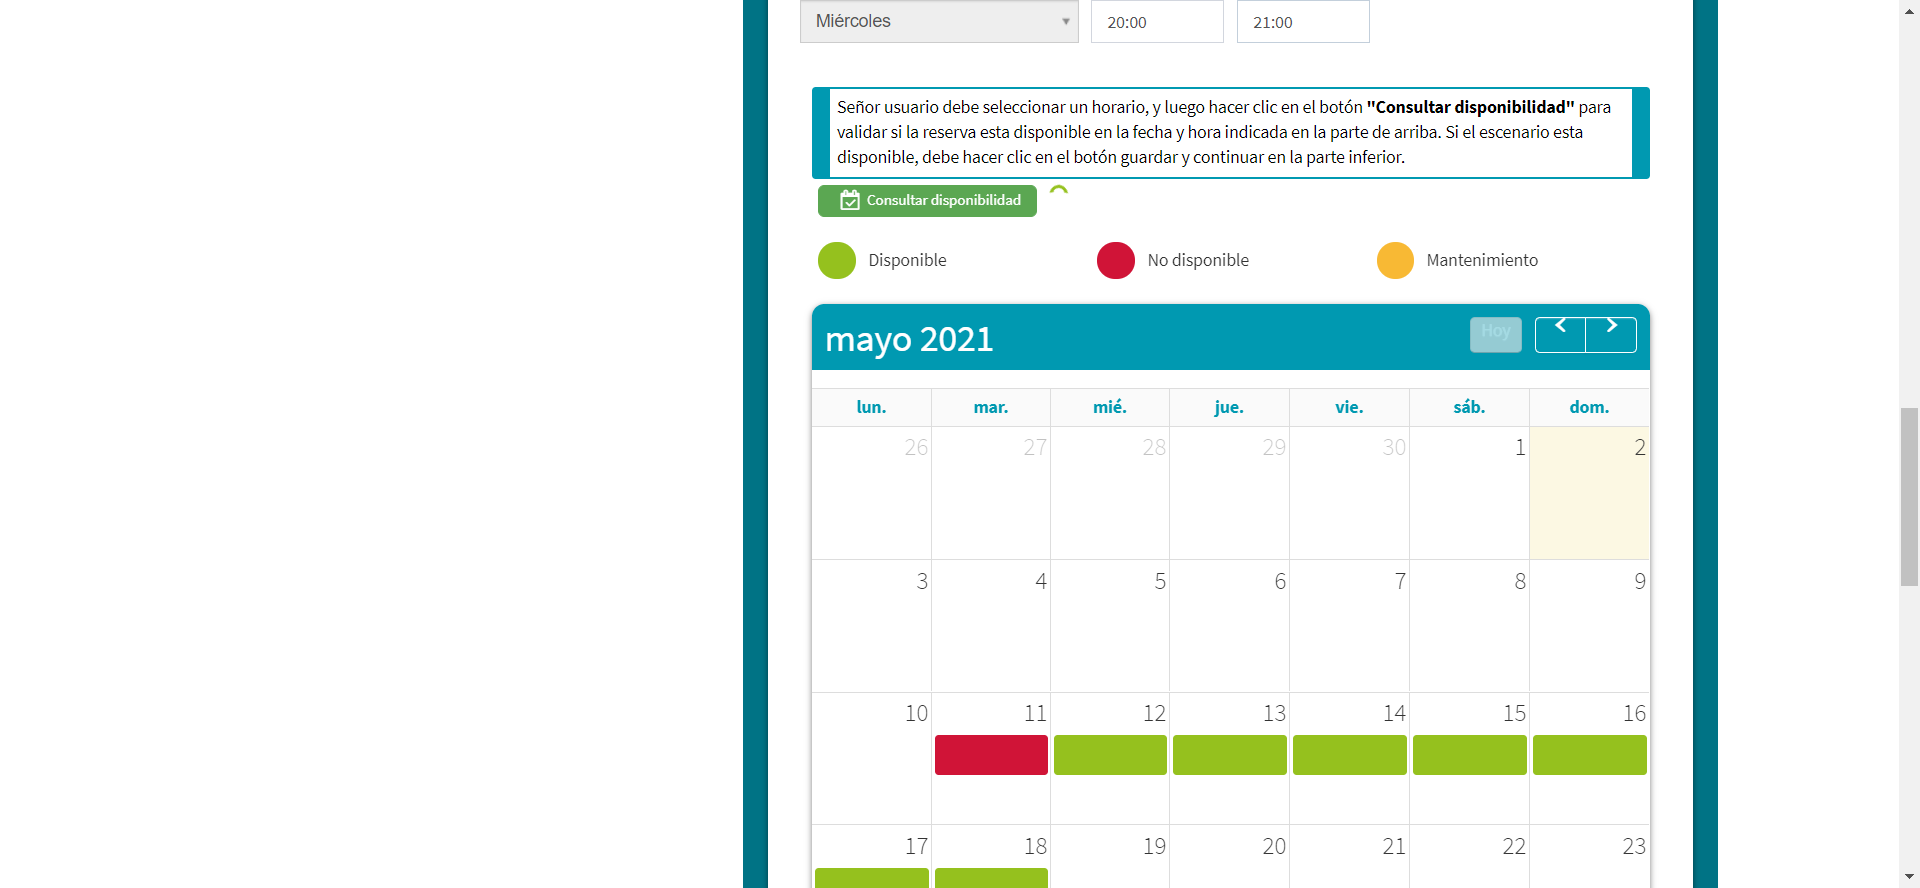 Miércoles 20:00 21:00
Señor usuario debe seleccionar un horario, y luego hacer clic en el botón "Consultar disponibilidad" para
validar si la reserva esta disponible en la fecha y hora indicada en la parte de arriba. Si el escenario esta
disponible, debe hacer clic en el botón guardar y continuar en la parte inferior.
Consultar disponibilidad
Disponible No disponible Mantenimiento
mayo 2021 Hoy
lun. mar. mié. jue. vie. sáb. dom.
26 27 28 29 30 1 2
3 4 5 6 7 8 9
10 11 12 13 14 15 16
17 18 19 20 21 22 23